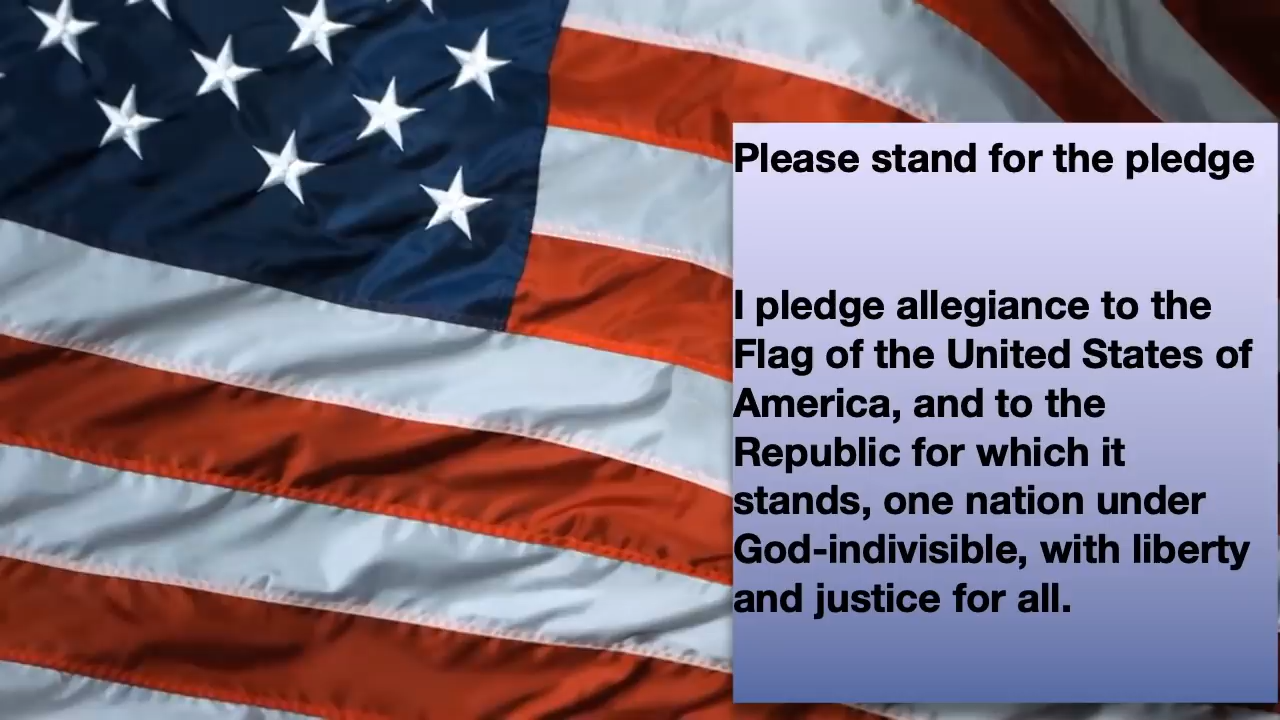 Please stand for the pledge
I pledge allegiance to the
Flag of the United States of
America, and to the
Republic for which it
stands, one nation under
God-indivisible, with liberty
and justice for all.